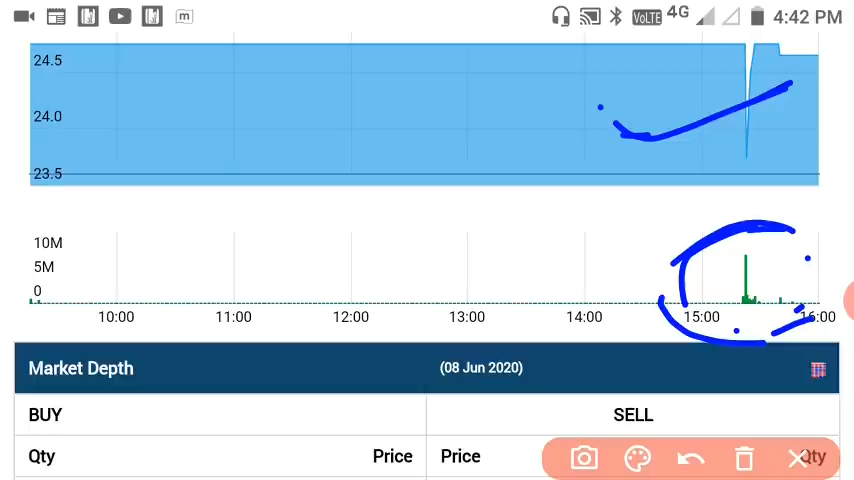 m VoLTE 4G 4:42 PM
24.5
24.0
23.5
10M
5M
0
10:00 11:00 12:00 13:00 14:00 15:00 16:00
Market Depth (08 Jun 2020)
BUY SELL
Qty Price Price Qty